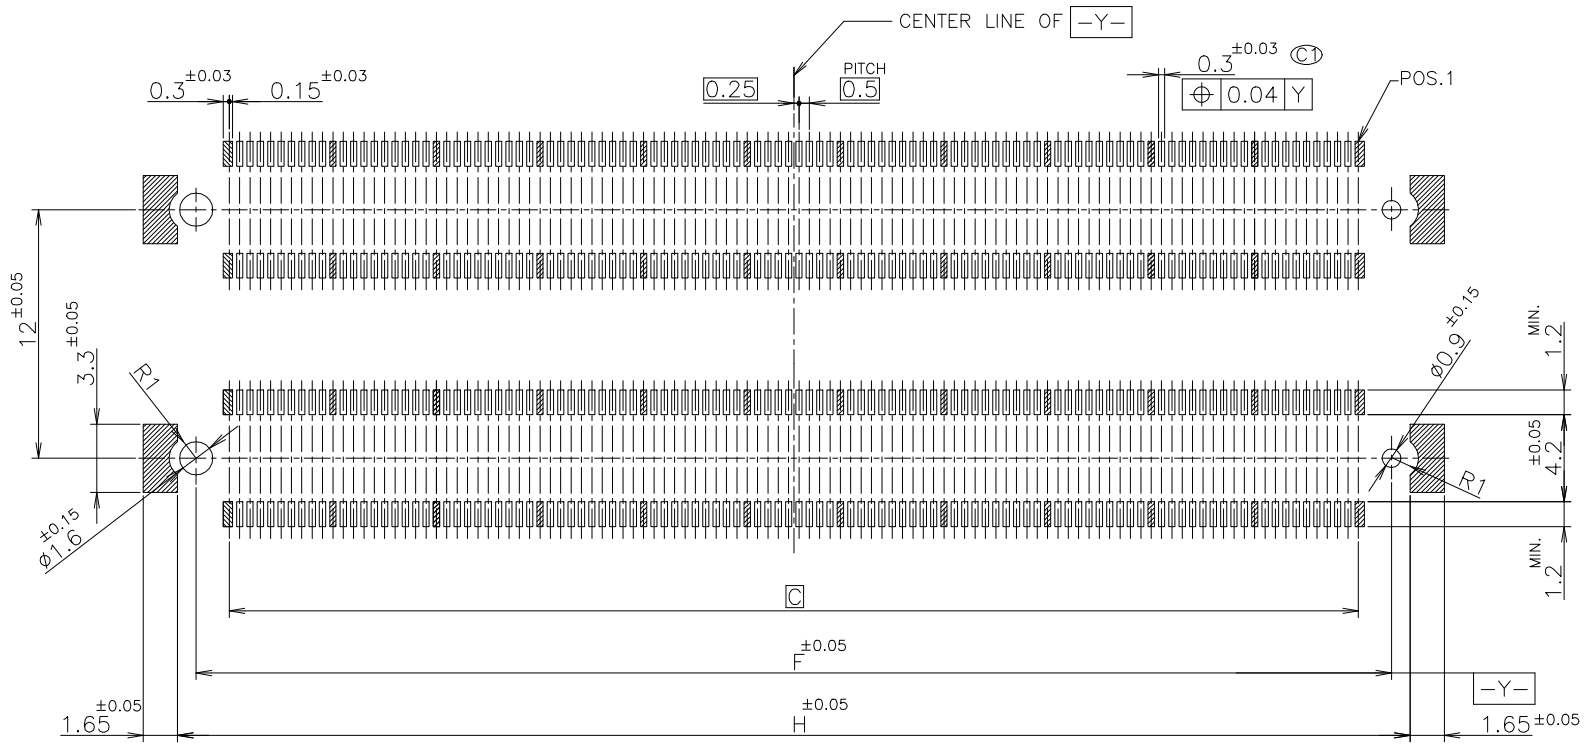 CENTER LINE OF -Y-
0.3±0.03
0.15±0.03
0.25
PITCH
0.5
0.3±0.03 C1
⌖ 0.04 Y
POS.1
12±0.05
3.3±0.05
R1
ø1.6±0.15
ø0.9±0.15
MIN.
1.2
4.2±0.05
R1
MIN.
1.2
C
F±0.05
-Y-
1.65±0.05
H±0.05
1.65±0.05